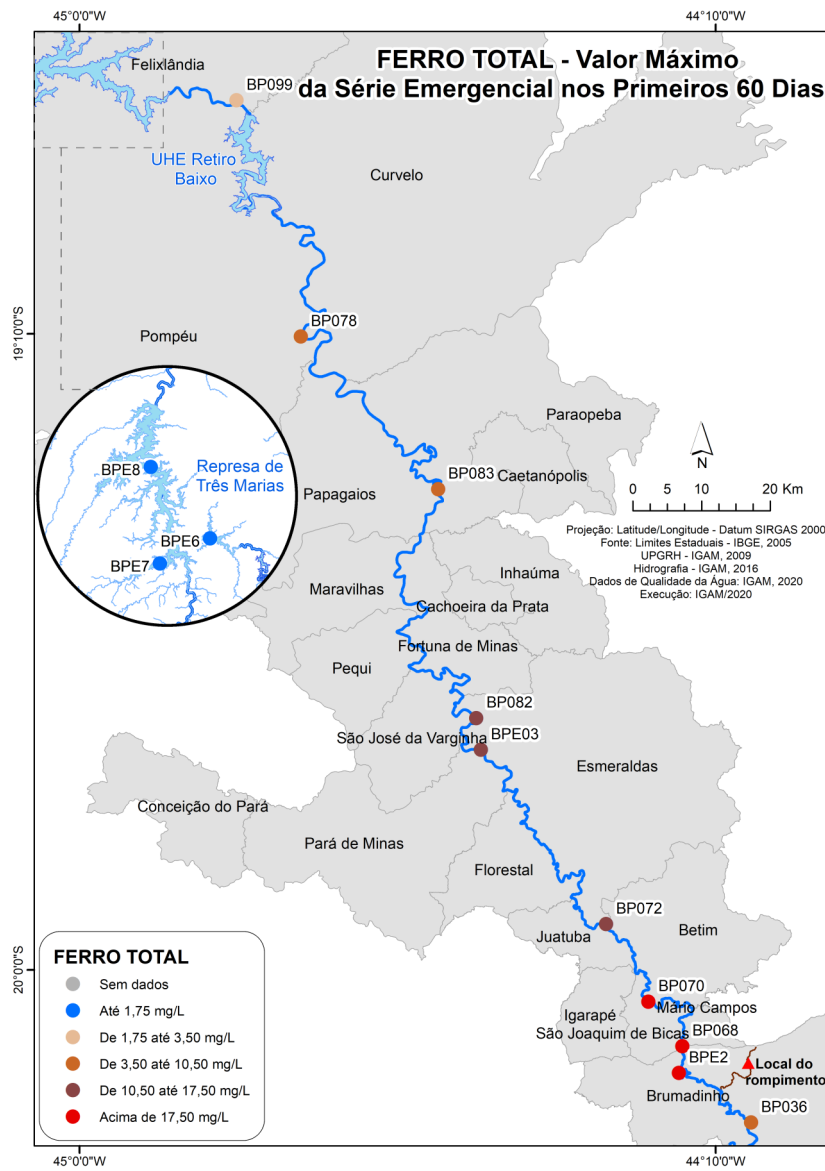 45°0'0"W
44°10'0"W
FERRO TOTAL - Valor Máximo
da Série Emergencial nos Primeiros 60 Dias
Felixlândia
BP099
UHE Retiro
Baixo
Curvelo
19°10'0"S
BP078
Pompéu
Paraopeba
BP083
Caetanópolis
N
BPE8
Represa de
Três Marias
Papagaios
0 5 10 20 Km
BPE6
BPE7
Projeção: Latitude/Longitude - Datum SIRGAS 2000
Fonte: Limites Estaduais - IBGE, 2005
UPGRH - IGAM, 2009
Hidrografia - IGAM, 2016
Dados de Qualidade da Água: IGAM, 2020
Execução: IGAM/2020
Inhaúma
Maravilhas
Cachoeira da Prata
Fortuna de Minas
Pequi
BP082
São José da Varginha
BPE03
Esmeraldas
Conceição do Pará
Pará de Minas
Florestal
BP072
Juatuba
Betim
20°0'0"S
BP070
Mário Campos
Igarapé
São Joaquim de Bicas
BP068
BPE2
Local do
rompimento
Brumadinho
BP036
FERRO TOTAL
Sem dados
Até 1,75 mg/L
De 1,75 até 3,50 mg/L
De 3,50 até 10,50 mg/L
De 10,50 até 17,50 mg/L
Acima de 17,50 mg/L
45°0'0"W
44°10'0"W